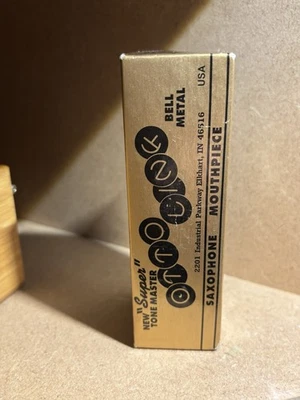 NEW "Super"
TONE MASTER
OTTO LINK
BELL
METAL
2201 Industrial Parkway Elkhart, IN 46516
USA
SAXOPHONE MOUTHPIECE